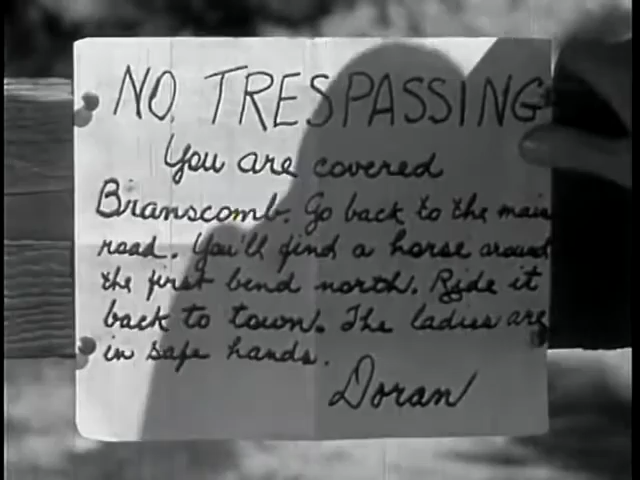 NO TRESPASSING
You are covered
Branscomb. Go back to the main
road. You'll find a horse around
the first bend north. Ride it
back to town. The ladies are
in safe hands.
Doran